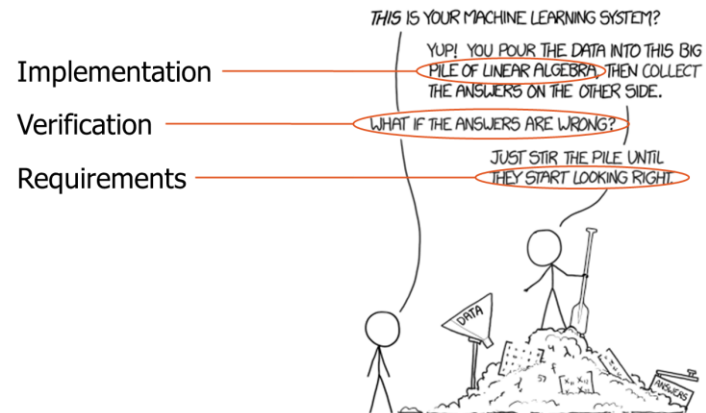 THIS IS YOUR MACHINE LEARNING SYSTEM?
YUP! YOU POUR THE DATA INTO THIS BIG
PILE OF LINEAR ALGEBRA, THEN COLLECT
THE ANSWERS ON THE OTHER SIDE.
WHAT IF THE ANSWERS ARE WRONG?
JUST STIR THE PILE UNTIL
THEY START LOOKING RIGHT.
Implementation
Verification
Requirements
DATA
ANSWERS